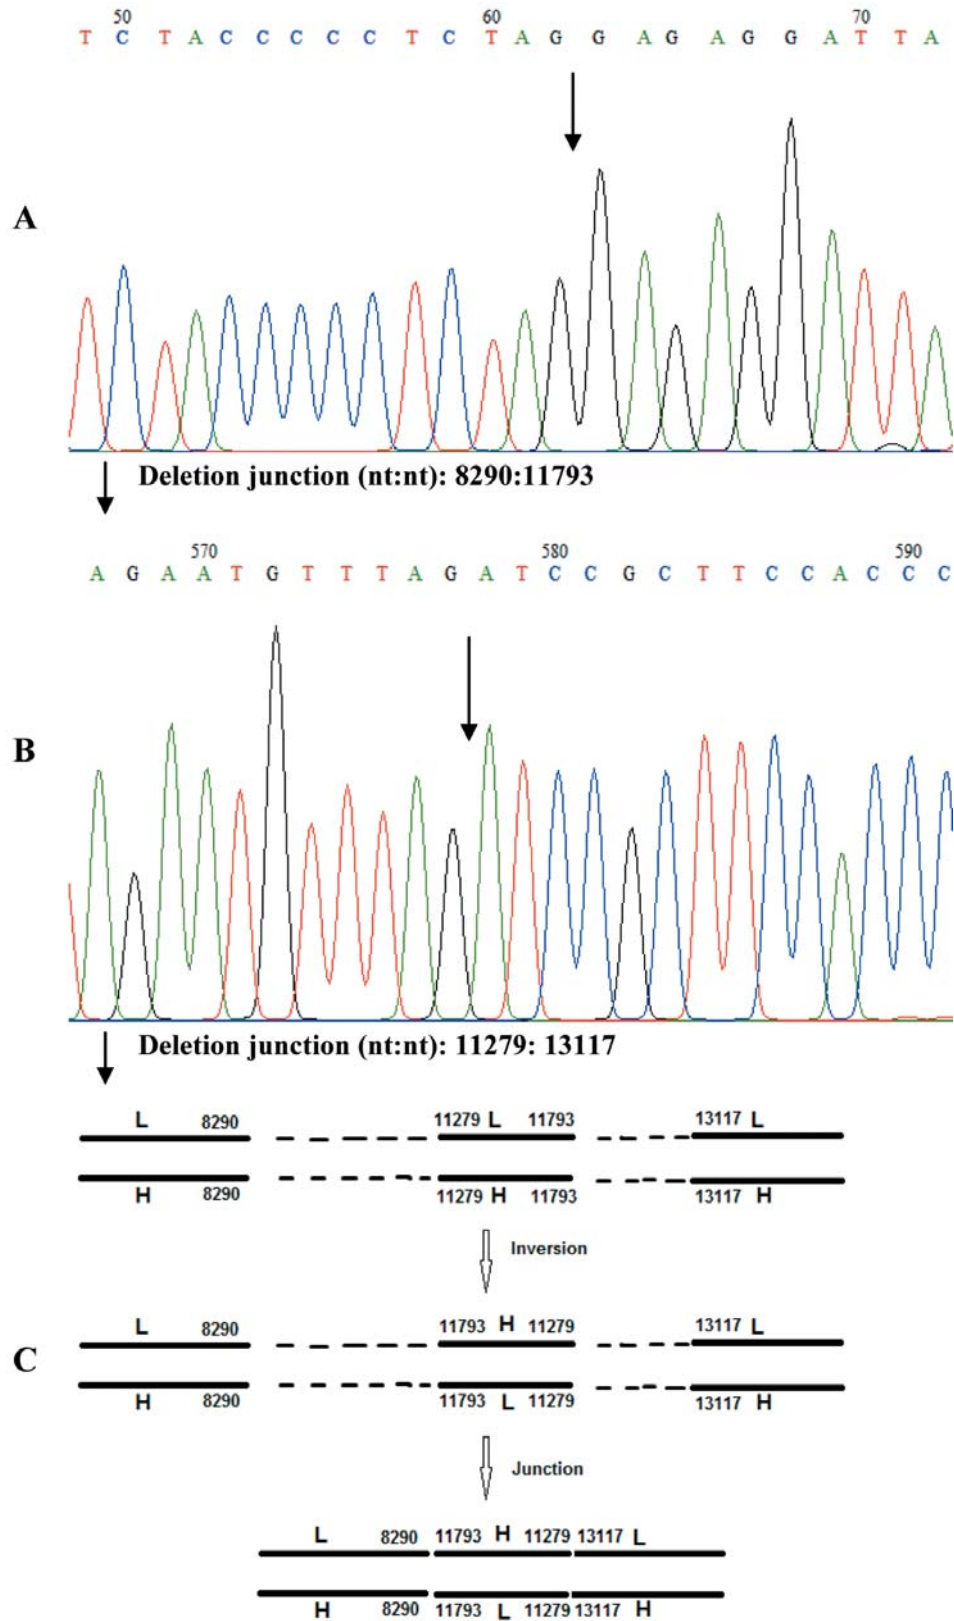 50 60 70
T C T A C C C C C T C T A G G A G A G G A T T A
A
Deletion junction (nt:nt): 8290:11793
570 580 590
A G A A T G T T T A G A T C C G C T T C C A C C C
B
Deletion junction (nt:nt): 11279: 13117
L 8290 11279 L 11793 13117 L
H 8290 11279 H 11793 13117 H
Inversion
L 8290 11793 H 11279 13117 L
C
H 8290 11793 L 11279 13117 H
Junction
L 8290 11793 H 11279 13117 L
H 8290 11793 L 11279 13117 H